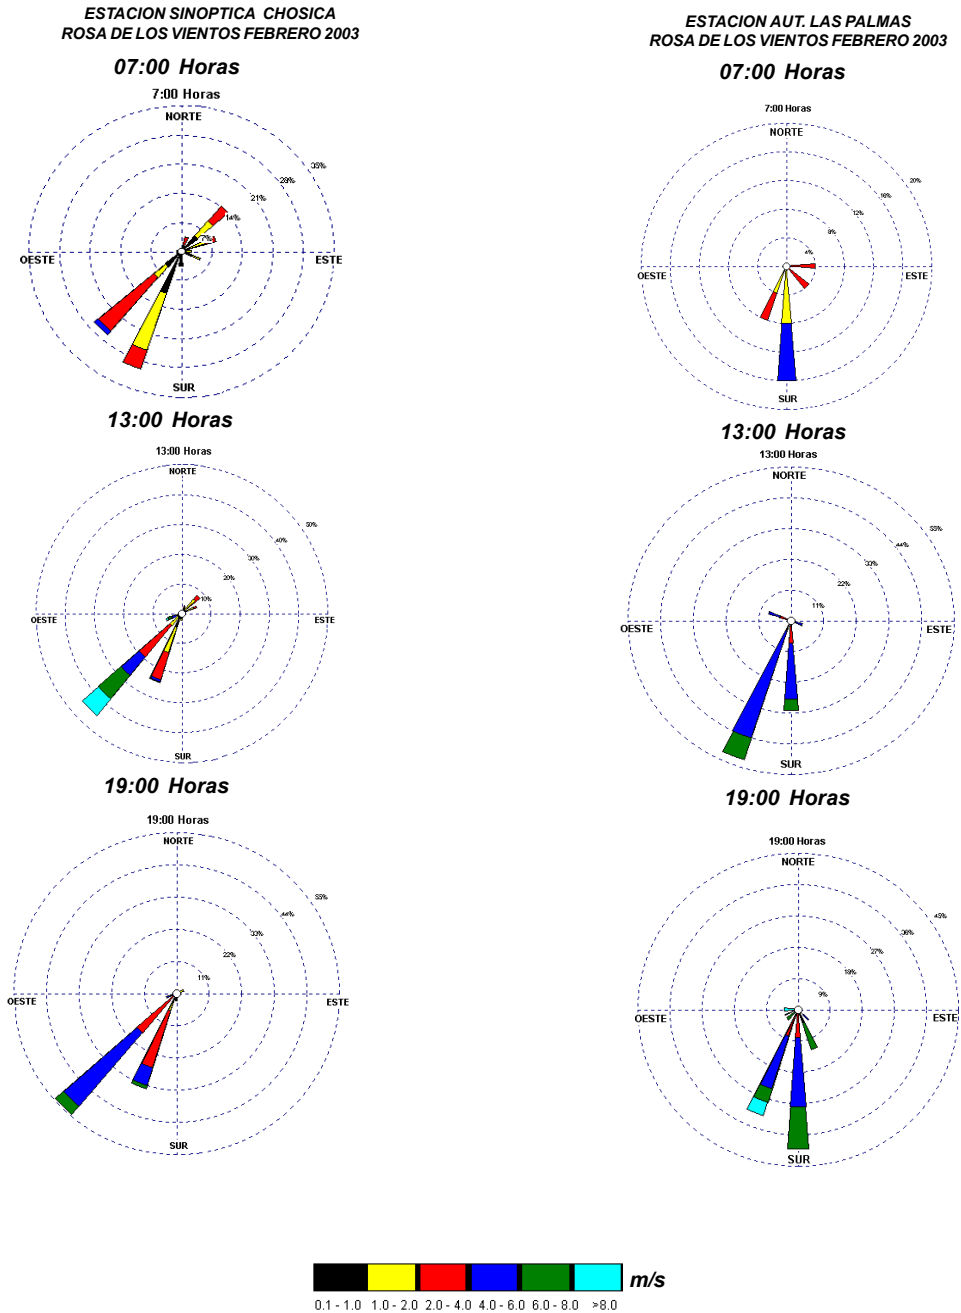 ESTACION SINOPTICA CHOSICA
ROSA DE LOS VIENTOS FEBRERO 2003
07:00 Horas
7:00 Horas
NORTE
35%
28%
21%
14%
7%
OESTE
ESTE
SUR
13:00 Horas
13:00 Horas
NORTE
50%
40%
30%
20%
10%
OESTE
ESTE
SUR
19:00 Horas
19:00 Horas
NORTE
55%
44%
33%
22%
11%
OESTE
ESTE
SUR
ESTACION AUT. LAS PALMAS
ROSA DE LOS VIENTOS FEBRERO 2003
07:00 Horas
7:00 Horas
NORTE
20%
16%
12%
8%
4%
OESTE
ESTE
SUR
13:00 Horas
13:00 Horas
NORTE
55%
44%
33%
22%
11%
OESTE
ESTE
SUR
19:00 Horas
19:00 Horas
NORTE
45%
36%
27%
18%
9%
OESTE
ESTE
SUR
m/s
0.1 - 1.0 1.0 - 2.0 2.0 - 4.0 4.0 - 6.0 6.0 - 8.0 >8.0